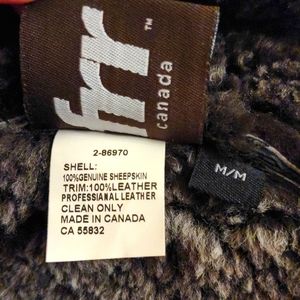 frr™
canada
2-86970
SHELL:
100%GENUINE SHEEPSKIN
TRIM:100%LEATHER
PROFESSIONAL LEATHER
CLEAN ONLY
MADE IN CANADA
CA 55832
M/M